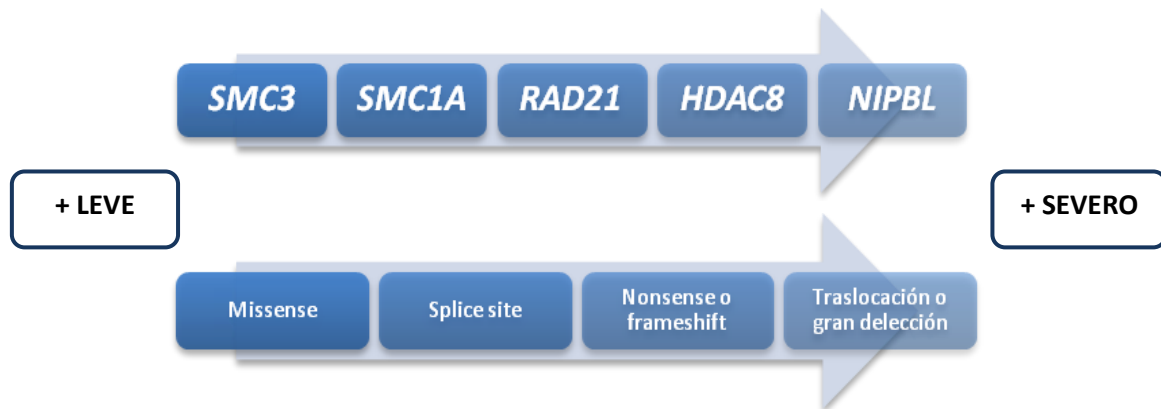 SMC3 SMC1A RAD21 HDAC8 NIPBL
+ LEVE
+ SEVERO
Missense
Splice site
Nonsense o
frameshift
Traslocación o
gran delección